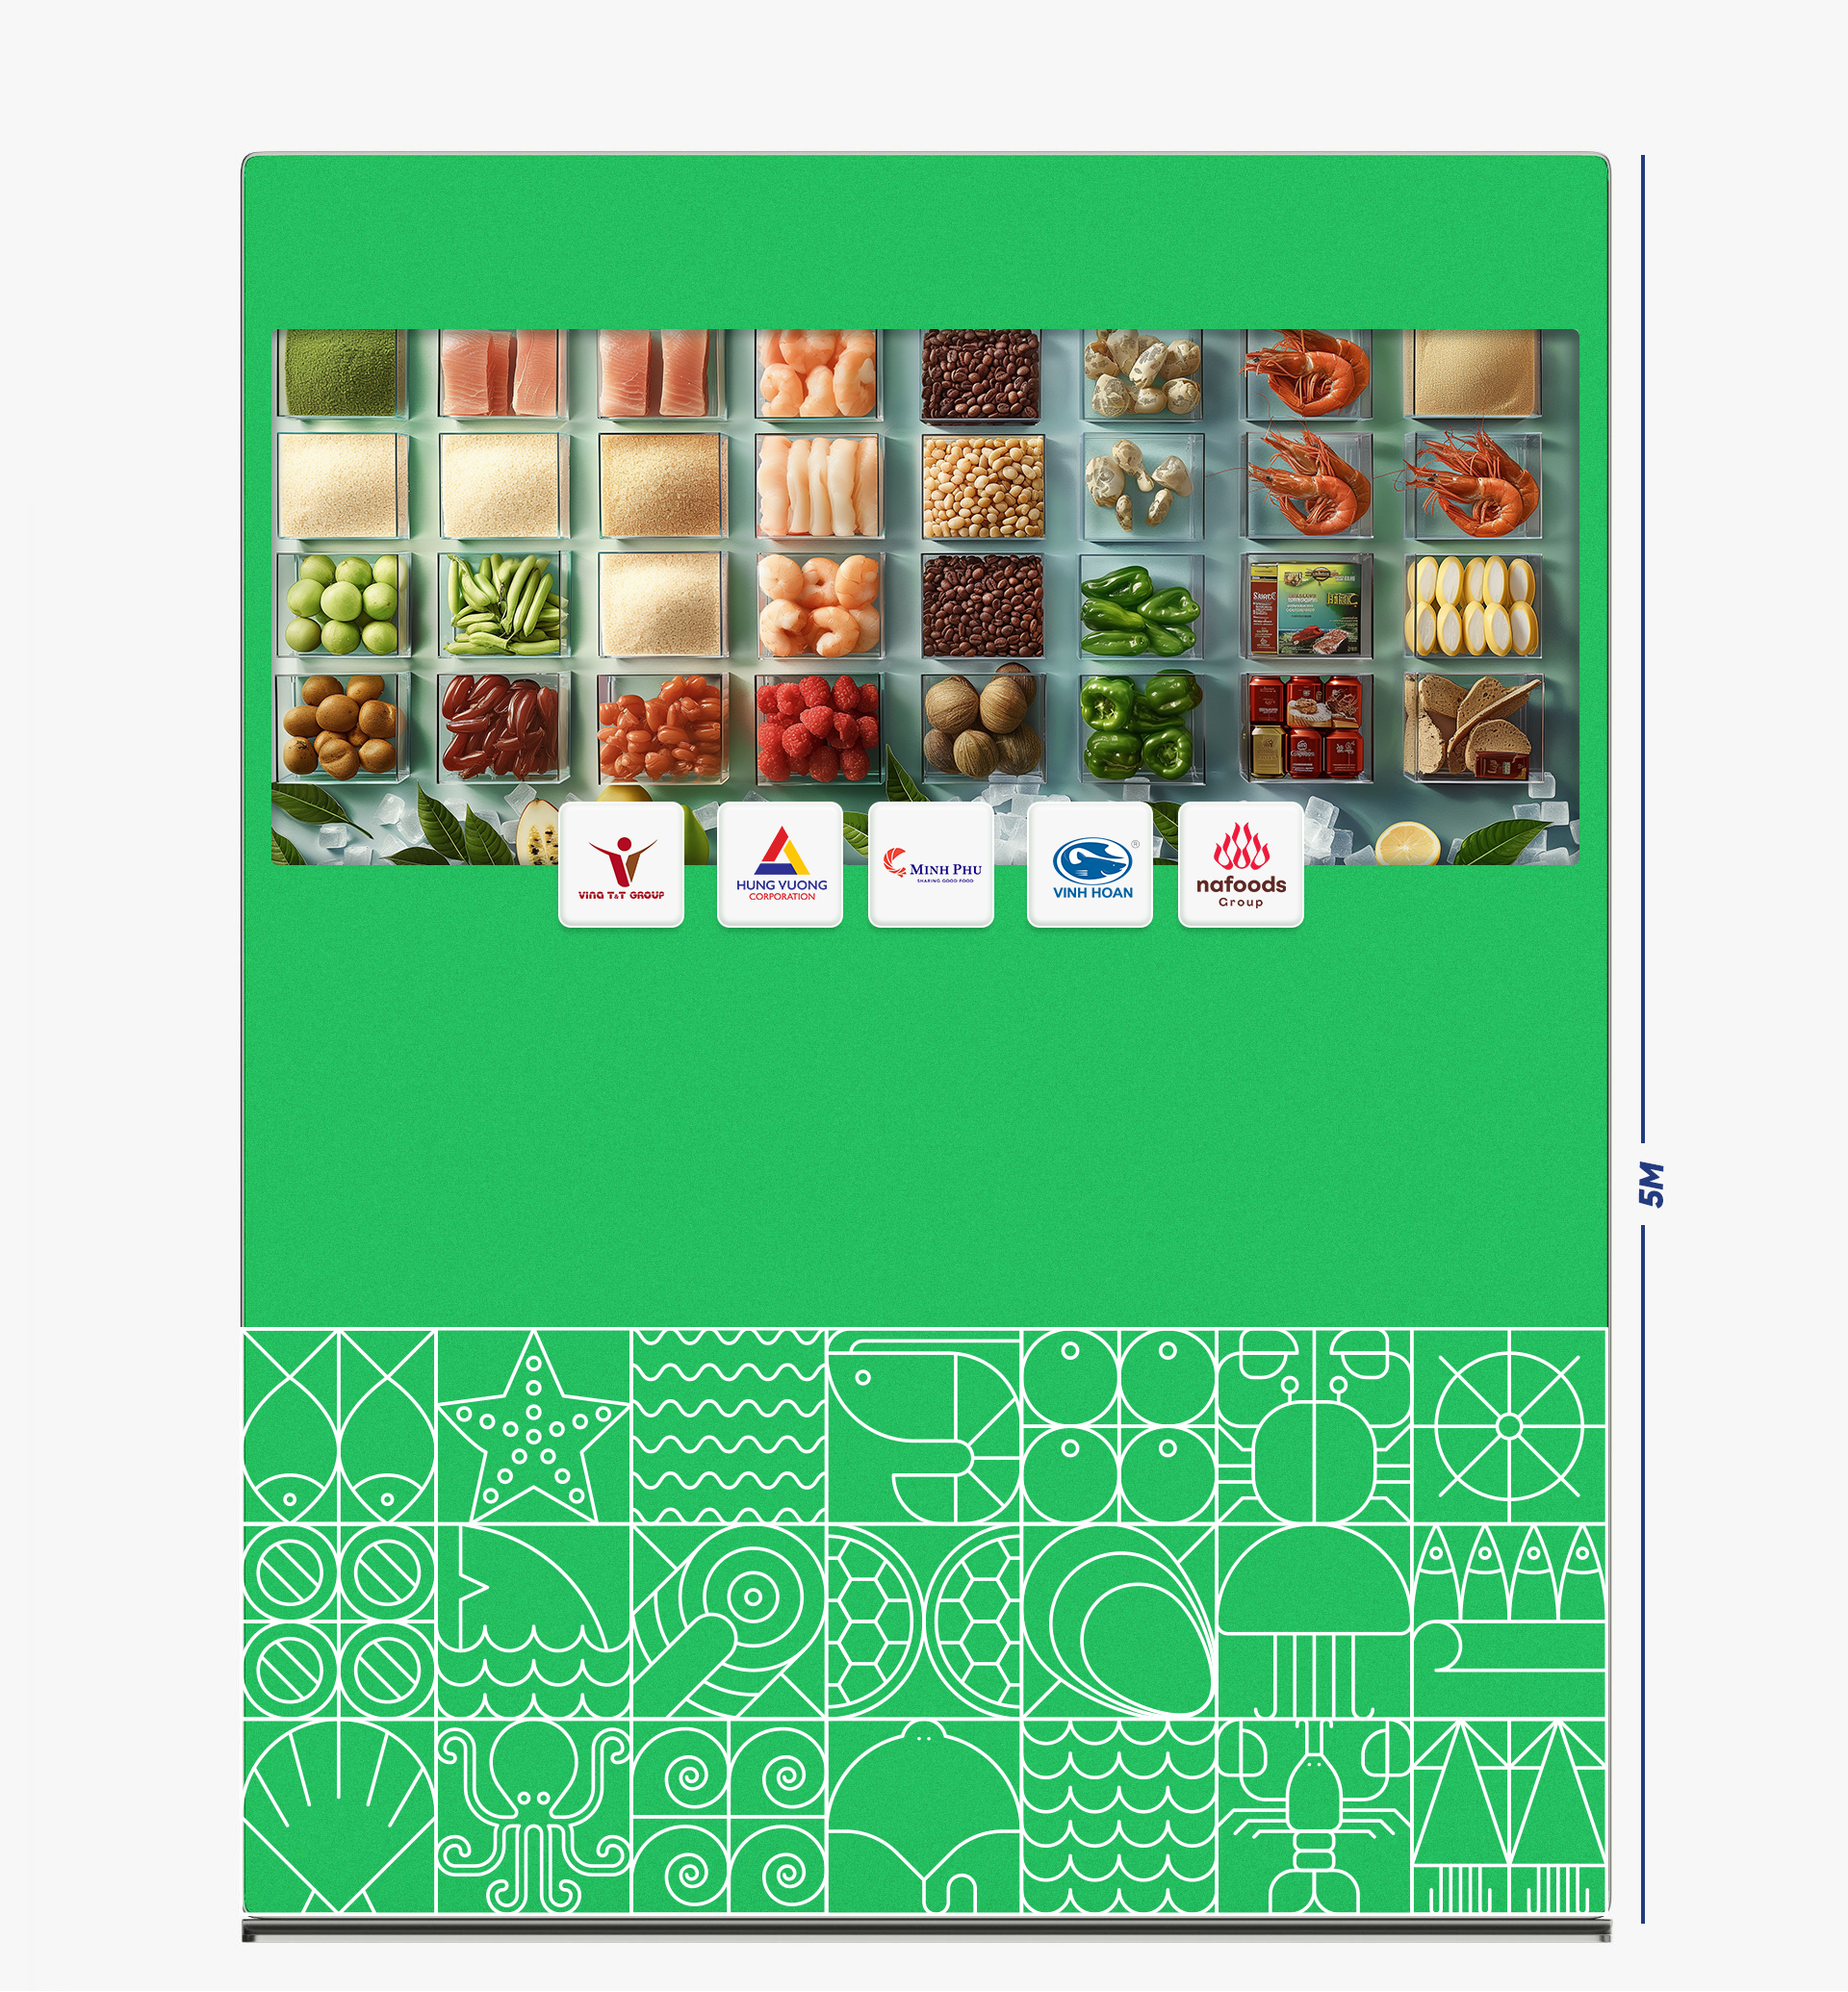 VINA T&T GROUP
HUNG VUONG
CORPORATION
MINH PHU
SHARING GOOD FOOD
VINH HOAN
®
nafoods
Group
5M